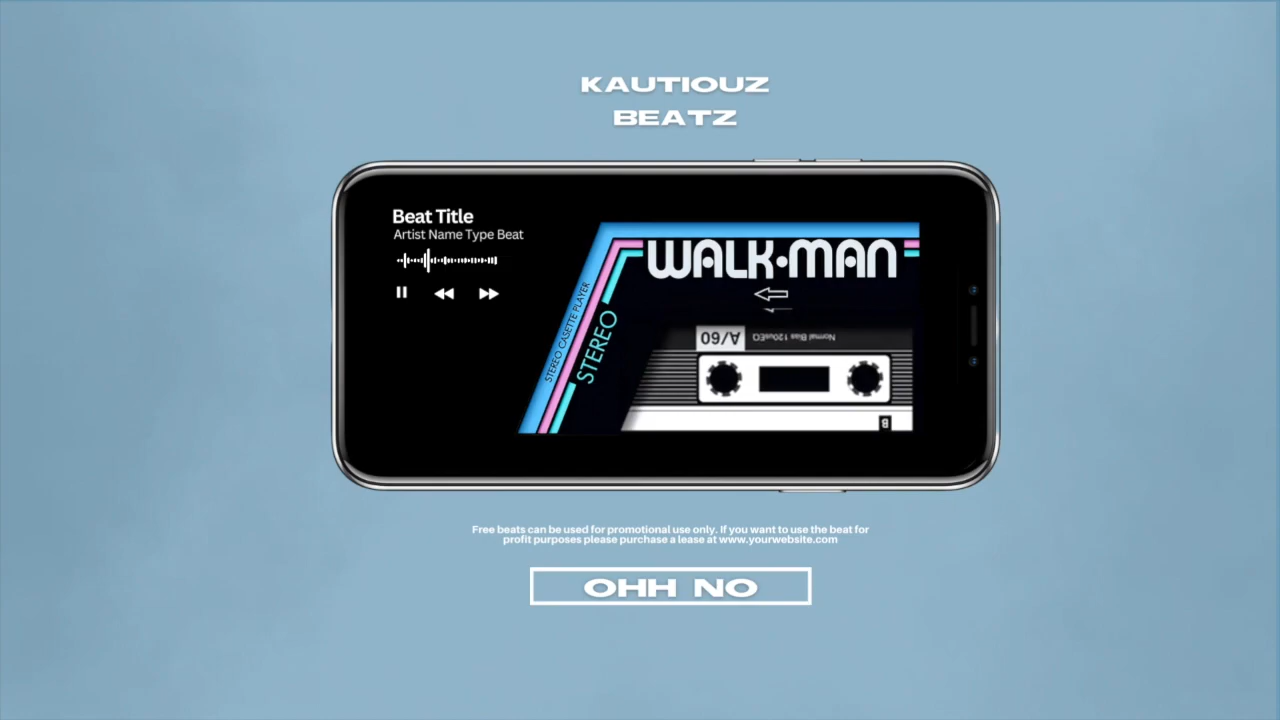 KAUTIOUZ
BEATZ
Beat Title
Artist Name Type Beat
WALK•MAN
STEREO CASETTE PLAYER
STEREO
A/60
Normal Bias 120uSEQ
B
Free beats can be used for promotional use only. If you want to use the beat for
profit purposes please purchase a lease at www.yourwebsite.com
OHH NO